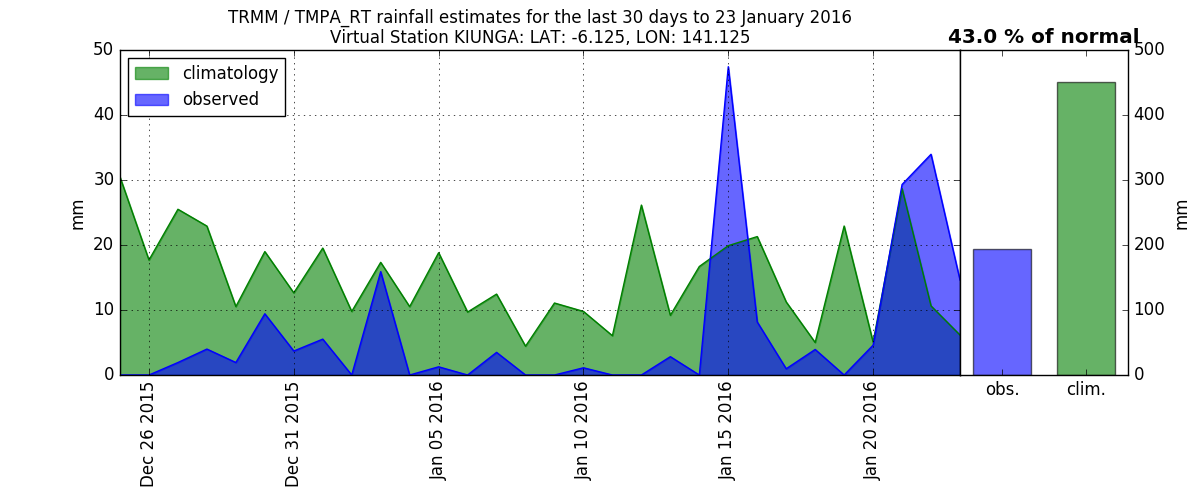 TRMM / TMPA_RT rainfall estimates for the last 30 days to 23 January 2016
Virtual Station KIUNGA: LAT: -6.125, LON: 141.125
43.0 % of normal
climatology
observed
mm
50
40
30
20
10
0
Dec 26 2015
Dec 31 2015
Jan 05 2016
Jan 10 2016
Jan 15 2016
Jan 20 2016
obs.
clim.
500
400
300
200
100
0
mm